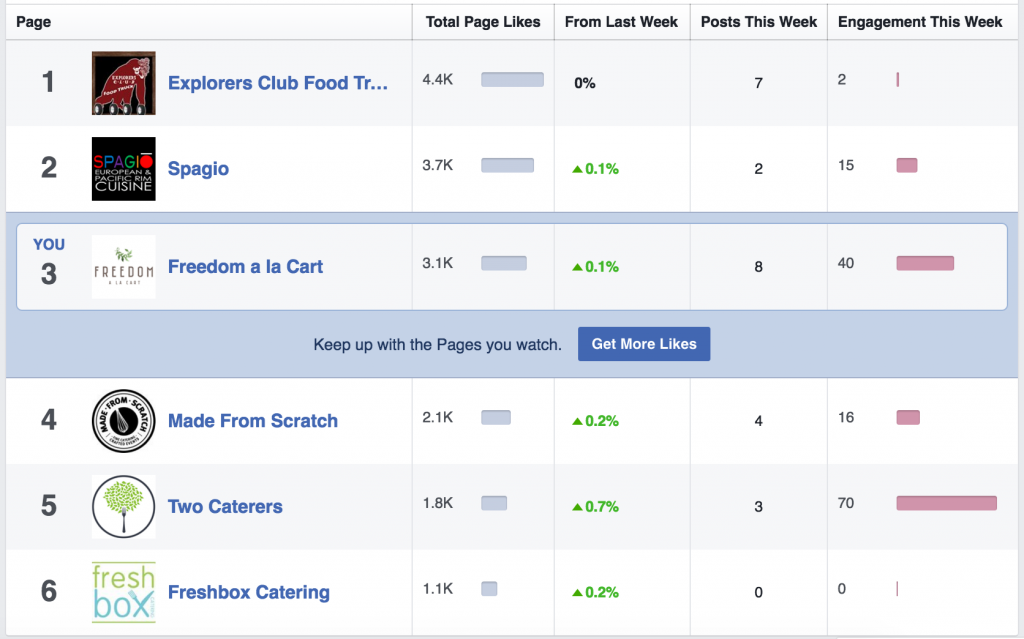 Page Total Page Likes From Last Week Posts This Week Engagement This Week
1 EXPLORERS CLUB FOOD TRUCK Explorers Club Food Tr... 4.4K 0% 7 2
2 SPAGIO Spagio 3.7K 0.1% 2 15
EUROPEAN &
PACIFIC RIM
CUISINE
YOU
3 FREEDOM Freedom a la Cart 3.1K 0.1% 8 40
A LA CART
Keep up with the Pages you watch. Get More Likes
4 MADE·FROM·SCRATCH Made From Scratch 2.1K 0.2% 4 16
5 Two Caterers 1.8K 0.7% 3 70
6 fresh Freshbox Catering 1.1K 0.2% 0 0
box